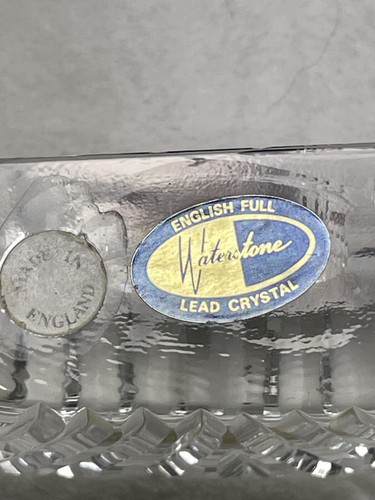 MADE IN
ENGLAND
ENGLISH FULL
Waterstone
LEAD CRYSTAL